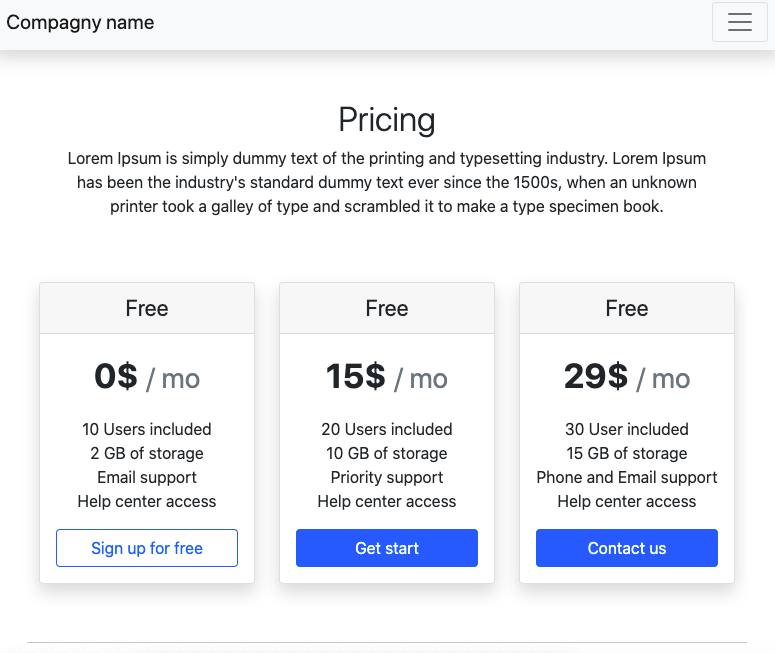 Compagny name
Pricing
Lorem Ipsum is simply dummy text of the printing and typesetting industry. Lorem Ipsum
has been the industry's standard dummy text ever since the 1500s, when an unknown
printer took a galley of type and scrambled it to make a type specimen book.
Free
0$ / mo
10 Users included
2 GB of storage
Email support
Help center access
Sign up for free
Free
15$ / mo
20 Users included
10 GB of storage
Priority support
Help center access
Get start
Free
29$ / mo
30 User included
15 GB of storage
Phone and Email support
Help center access
Contact us